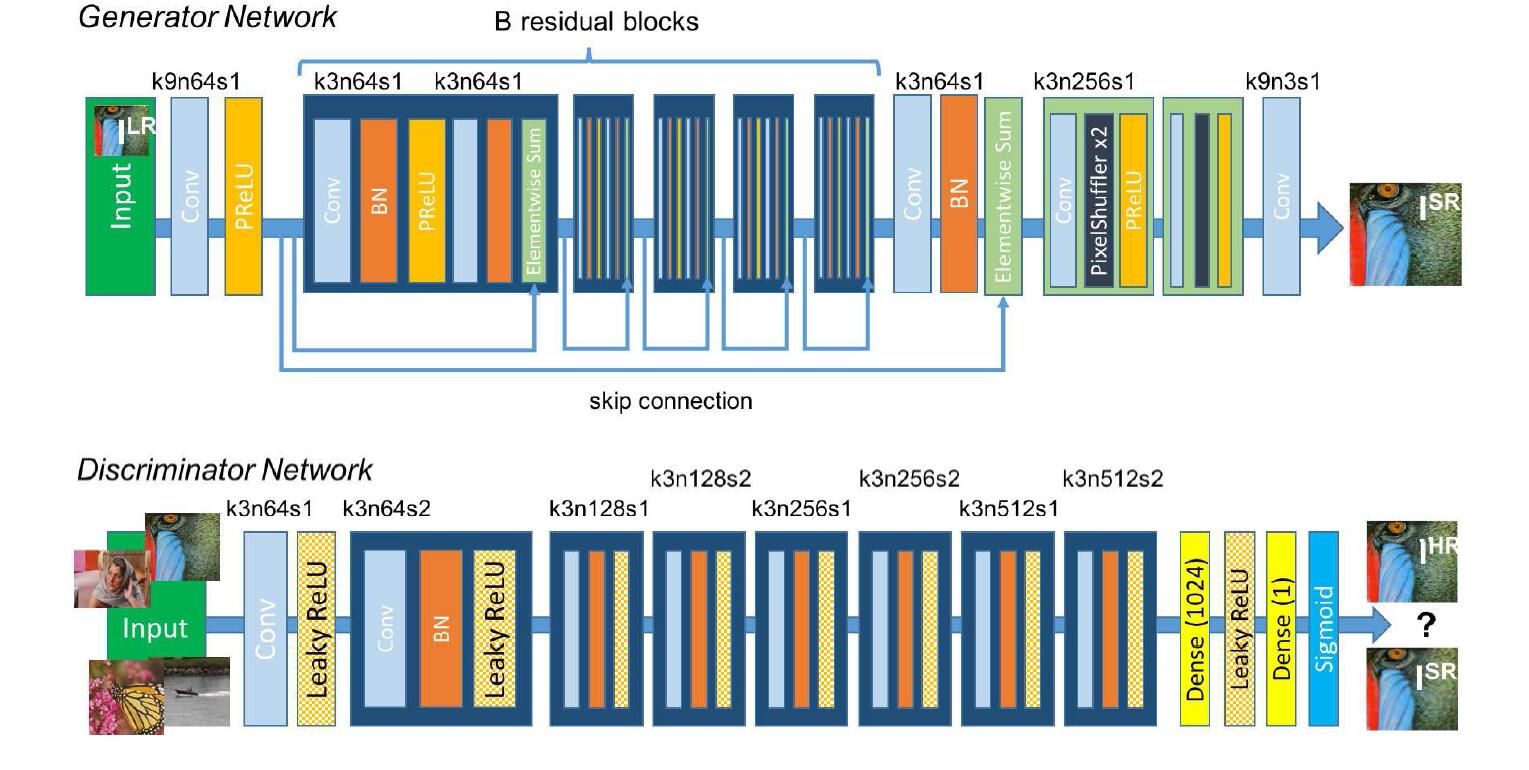 Generator Network
B residual blocks
k9n64s1
k3n64s1
k3n64s1
k3n64s1
k3n256s1
k9n3s1
I^LR
Input
Conv
PReLU
Conv
BN
PReLU
Elementwise Sum
Conv
BN
Elementwise Sum
Conv
PixelShuffler x2
PReLU
Conv
I^SR
skip connection
Discriminator Network
k3n64s1
k3n64s2
k3n128s1
k3n128s2
k3n256s1
k3n256s2
k3n512s1
k3n512s2
Input
Conv
Leaky ReLU
Conv
BN
Leaky ReLU
Dense (1024)
Leaky ReLU
Dense (1)
Sigmoid
I^HR
?
I^SR